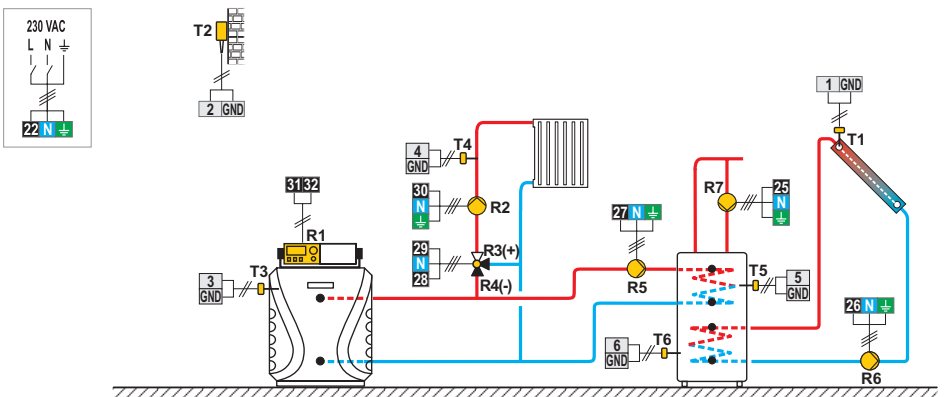 230 VAC
L N
22 N
T2
2 GND
31 32
R1
3 GND
T3
4 GND
T4
30 N
R2
29 N 28
R3(+)
R4(-)
27 N
R5
R7
25 N
1 GND
T1
T5
5 GND
6 GND
T6
26 N
R6